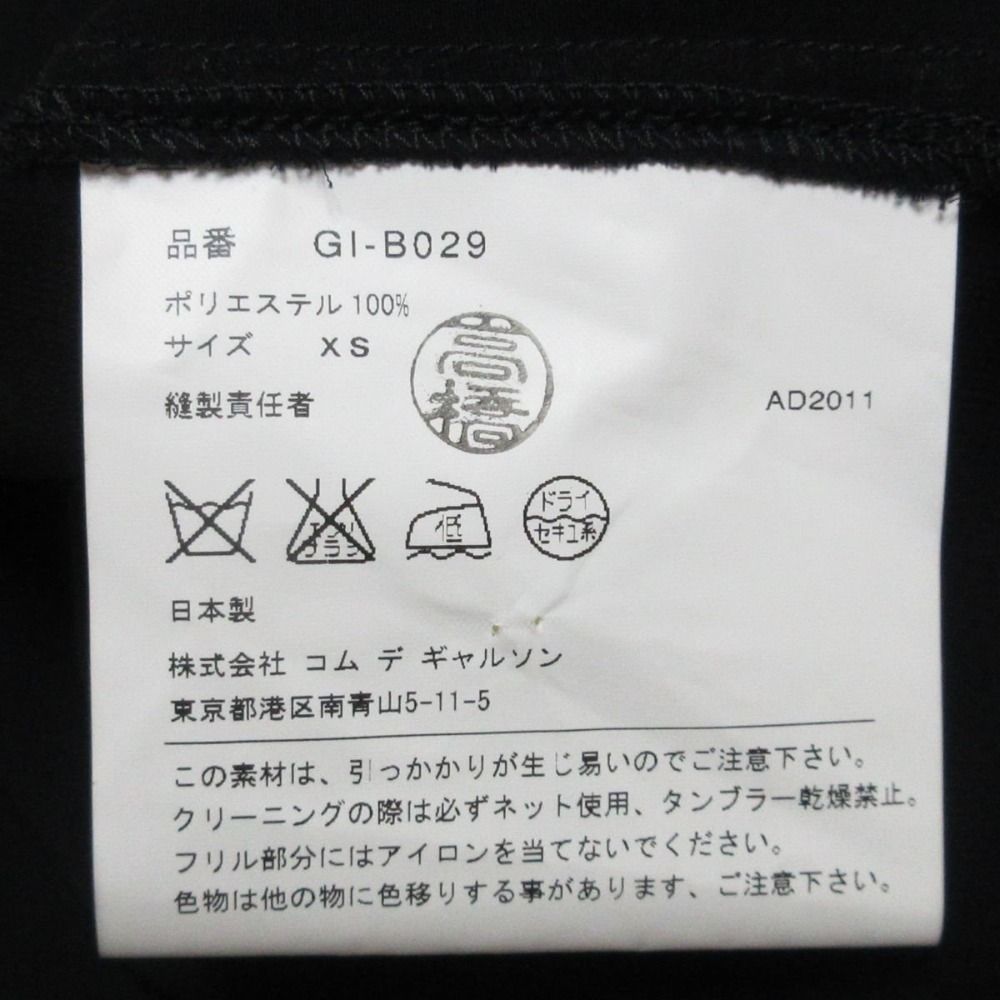 品番 GI-B029
ポリエステル 100%
サイズ XS
高橋
縫製責任者 AD2011
エンソ
サラシ
低
ドライ
セキユ系
日本製
株式会社 コム デ ギャルソン
東京都港区南青山5-11-5
この素材は、引っかかりが生じ易いのでご注意下さい。
クリーニングの際は必ずネット使用、タンブラー乾燥禁止。
フリル部分にはアイロンを当てないでください。
色物は他の物に色移りする事があります、ご注意下さい。